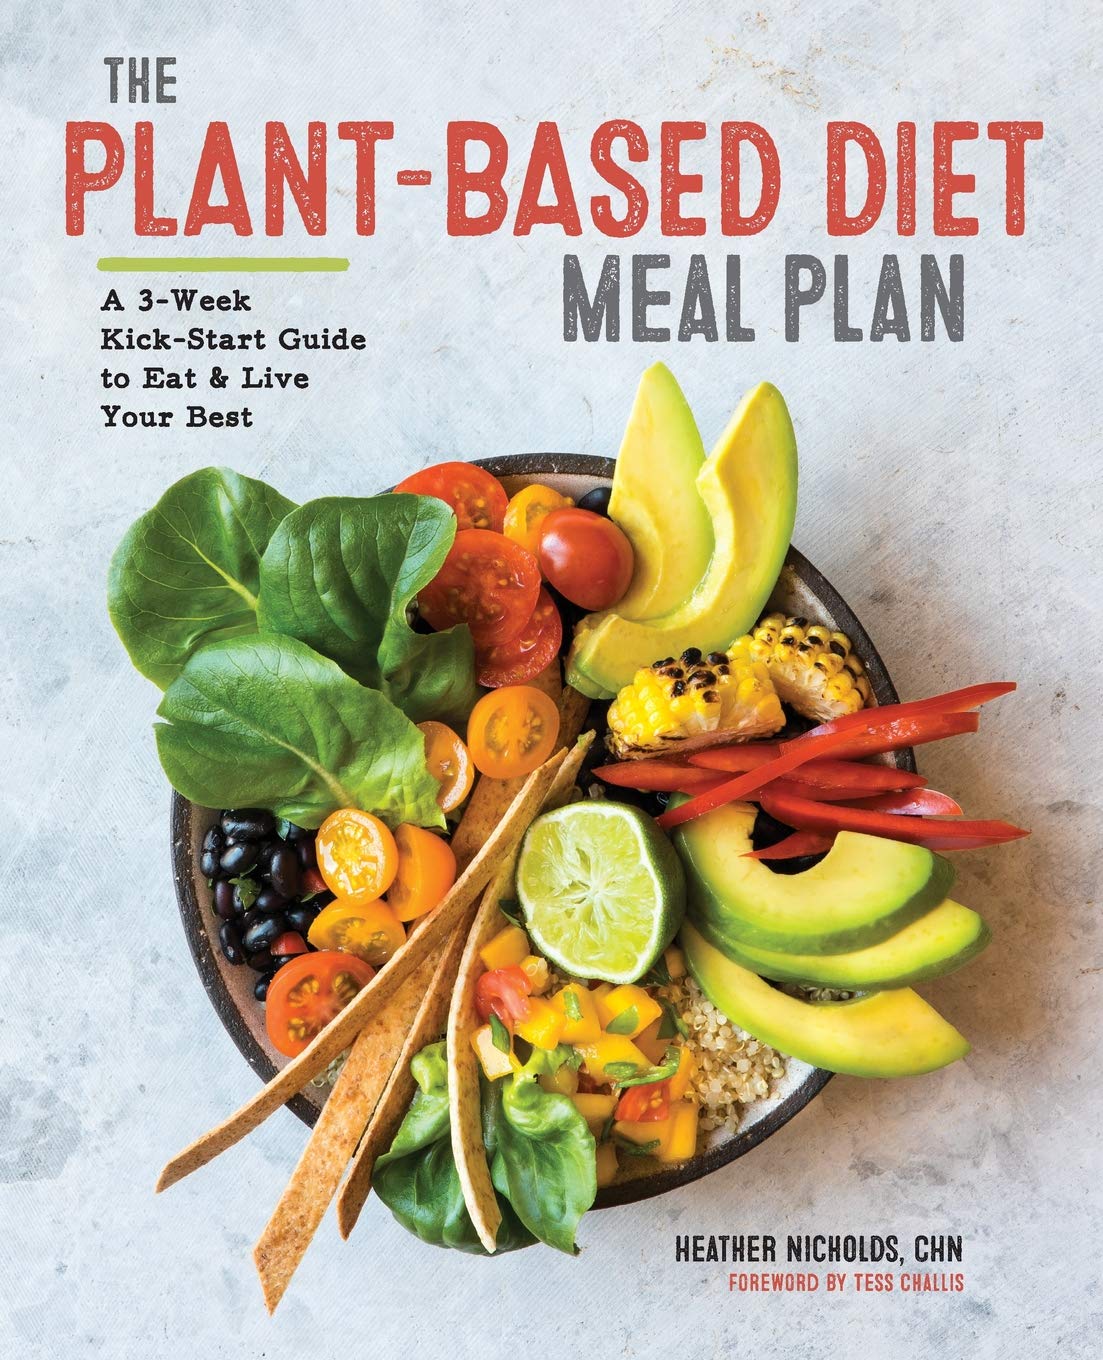 THE
PLANT-BASED DIET
MEAL PLAN
A 3-Week
Kick-Start Guide
to Eat & Live
Your Best
HEATHER NICHOLDS, CHN
FOREWORD BY TESS CHALLIS